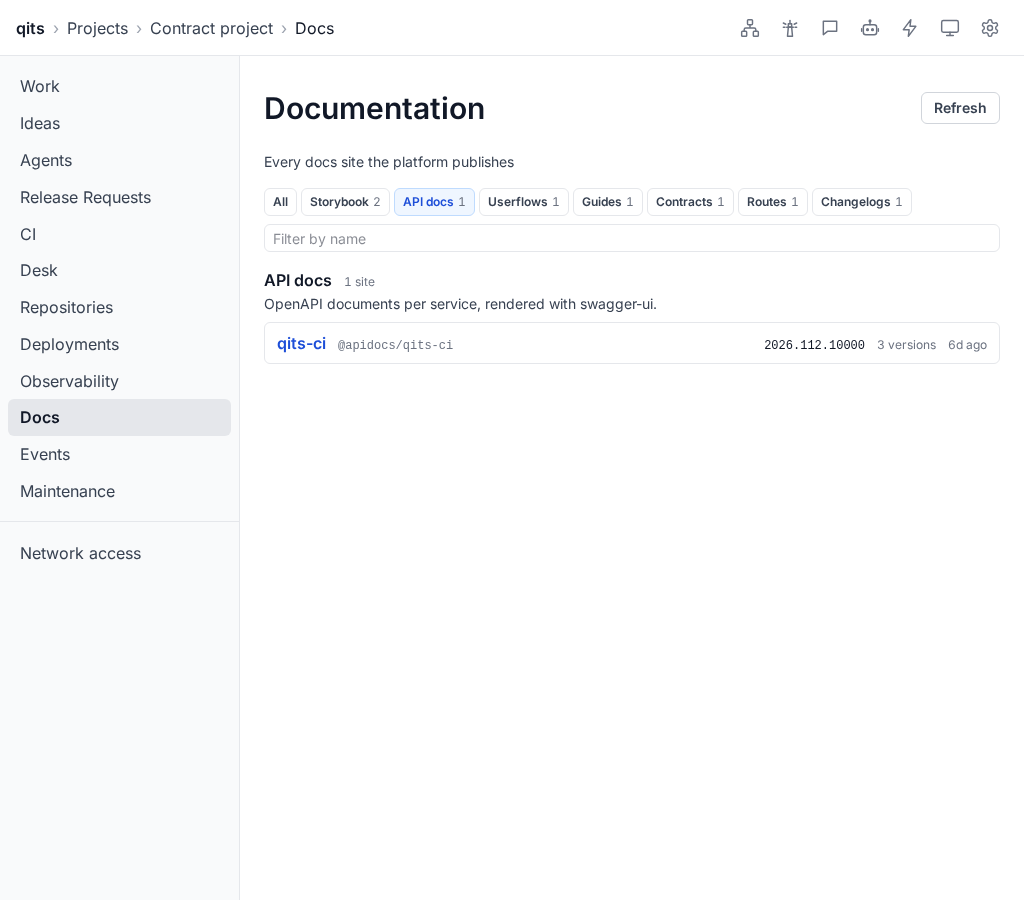 qits › Projects › Contract project › Docs
Work
Ideas
Agents
Release Requests
CI
Desk
Repositories
Deployments
Observability
Docs
Events
Maintenance
Network access
Documentation
Refresh
Every docs site the platform publishes
All
Storybook 2
API docs 1
Userflows 1
Guides 1
Contracts 1
Routes 1
Changelogs 1
Filter by name
API docs 1 site
OpenAPI documents per service, rendered with swagger-ui.
qits-ci @apidocs/qits-ci 2026.112.10000 3 versions 6d ago